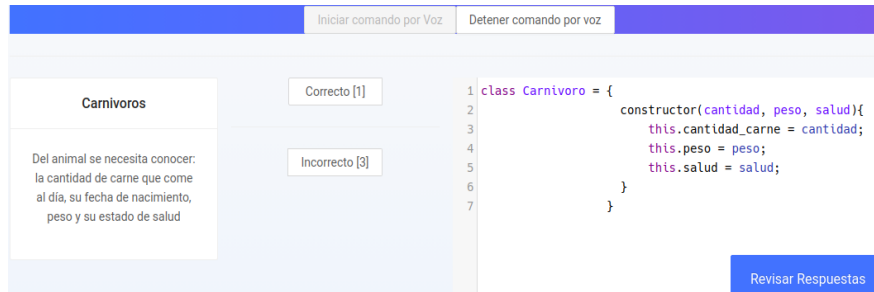 Iniciar comando por Voz
Detener comando por voz
Carnivoros
Del animal se necesita conocer:
la cantidad de carne que come
al día, su fecha de nacimiento,
peso y su estado de salud
Correcto [1]
Incorrecto [3]
1 class Carnivoro = {
2 constructor(cantidad, peso, salud){
3 this.cantidad_carne = cantidad;
4 this.peso = peso;
5 this.salud = salud;
6 }
7 }
Revisar Respuestas